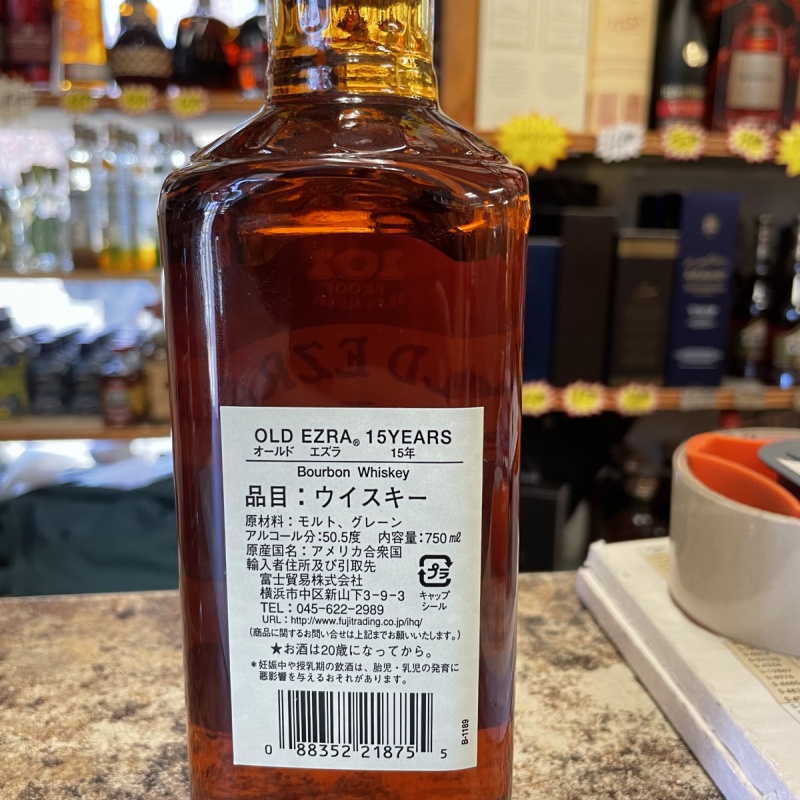 101
PROOF
OLD EZRA
OLD EZRA® 15YEARS
オールド エズラ 15年
Bourbon Whiskey
品目：ウイスキー
原材料：モルト、グレーン
アルコール分：50.5度 内容量：750㎖
原産国名：アメリカ合衆国
輸入者住所及び引取先
富士貿易株式会社
横浜市中区新山下3-9-3
TEL：045-622-2989
URL：http://www.fujitrading.co.jp/ihq/
（商品に関するお問い合せは上記までお願いいたします。）
プラ
キャップ
シール
★お酒は20歳になってから。
＊妊娠中や授乳期の飲酒は、胎児・乳児の発育に
悪影響を与えるおそれがあります。
0 88352 21875 5
B-1189